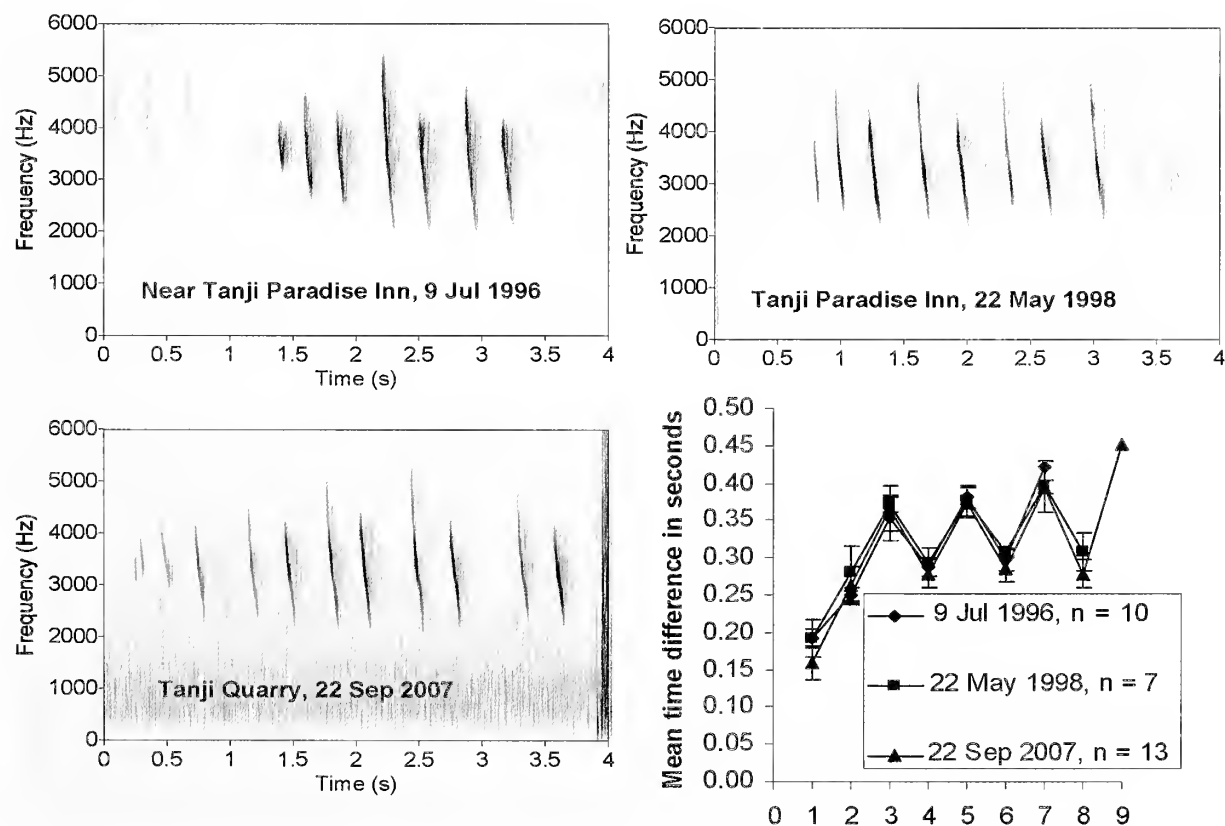 6000
5000
4000
3000
2000
1000
0
Frequency (Hz)
Near Tanji Paradise Inn, 9 Jul 1996
0 0.5 1 1.5 2 2.5 3 3.5 4
Time (s)
6000
5000
4000
3000
2000
1000
0
Frequency (Hz)
Tanji Paradise Inn, 22 May 1998
0 0.5 1 1.5 2 2.5 3 3.5 4
6000
5000
4000
3000
2000
1000
0
Frequency (Hz)
Tanji Quarry, 22 Sep 2007
0 0.5 1 1.5 2 2.5 3 3.5 4
Time (s)
0.50
0.45
0.40
0.35
0.30
0.25
0.20
0.15
0.10
0.05
0.00
Mean time difference in seconds
9 Jul 1996, n = 10
22 May 1998, n = 7
22 Sep 2007, n = 13
0 1 2 3 4 5 6 7 8 9